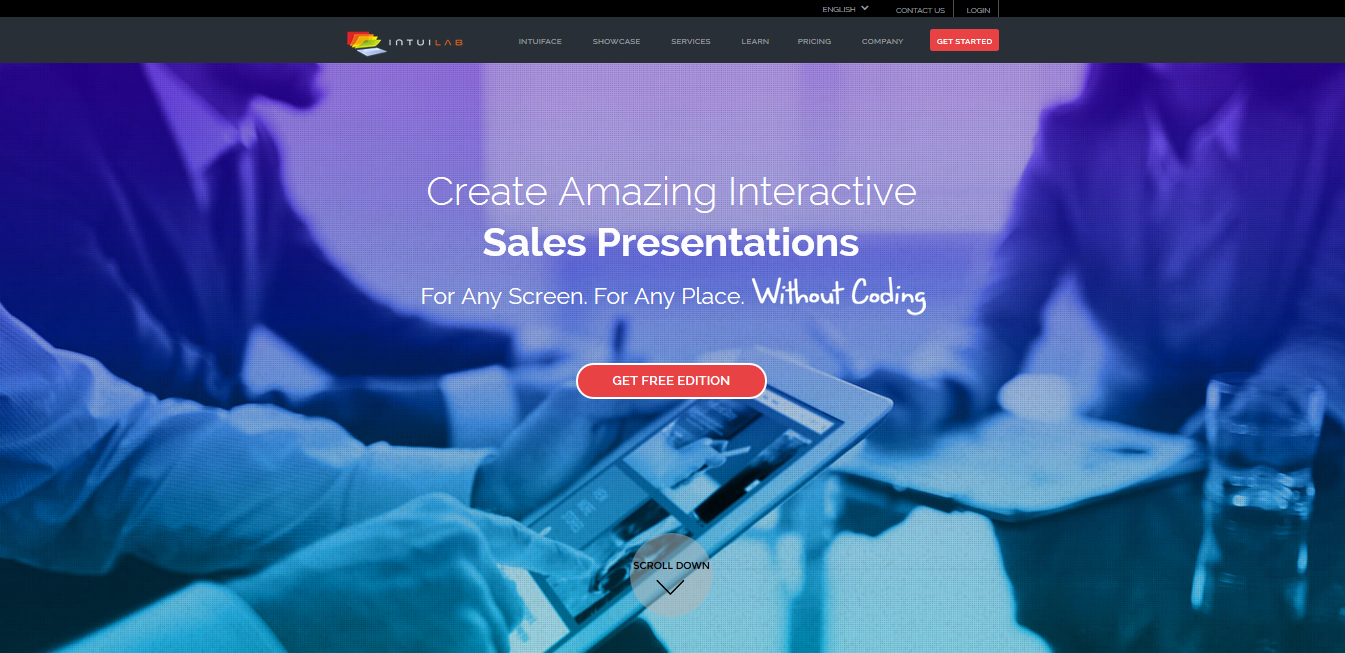 ENGLISH CONTACT US LOGIN
INTUILAB INTUIFACE SHOWCASE SERVICES LEARN PRICING COMPANY GET STARTED
Create Amazing Interactive
Sales Presentations
For Any Screen. For Any Place. Without Coding
GET FREE EDITION
SCROLL DOWN